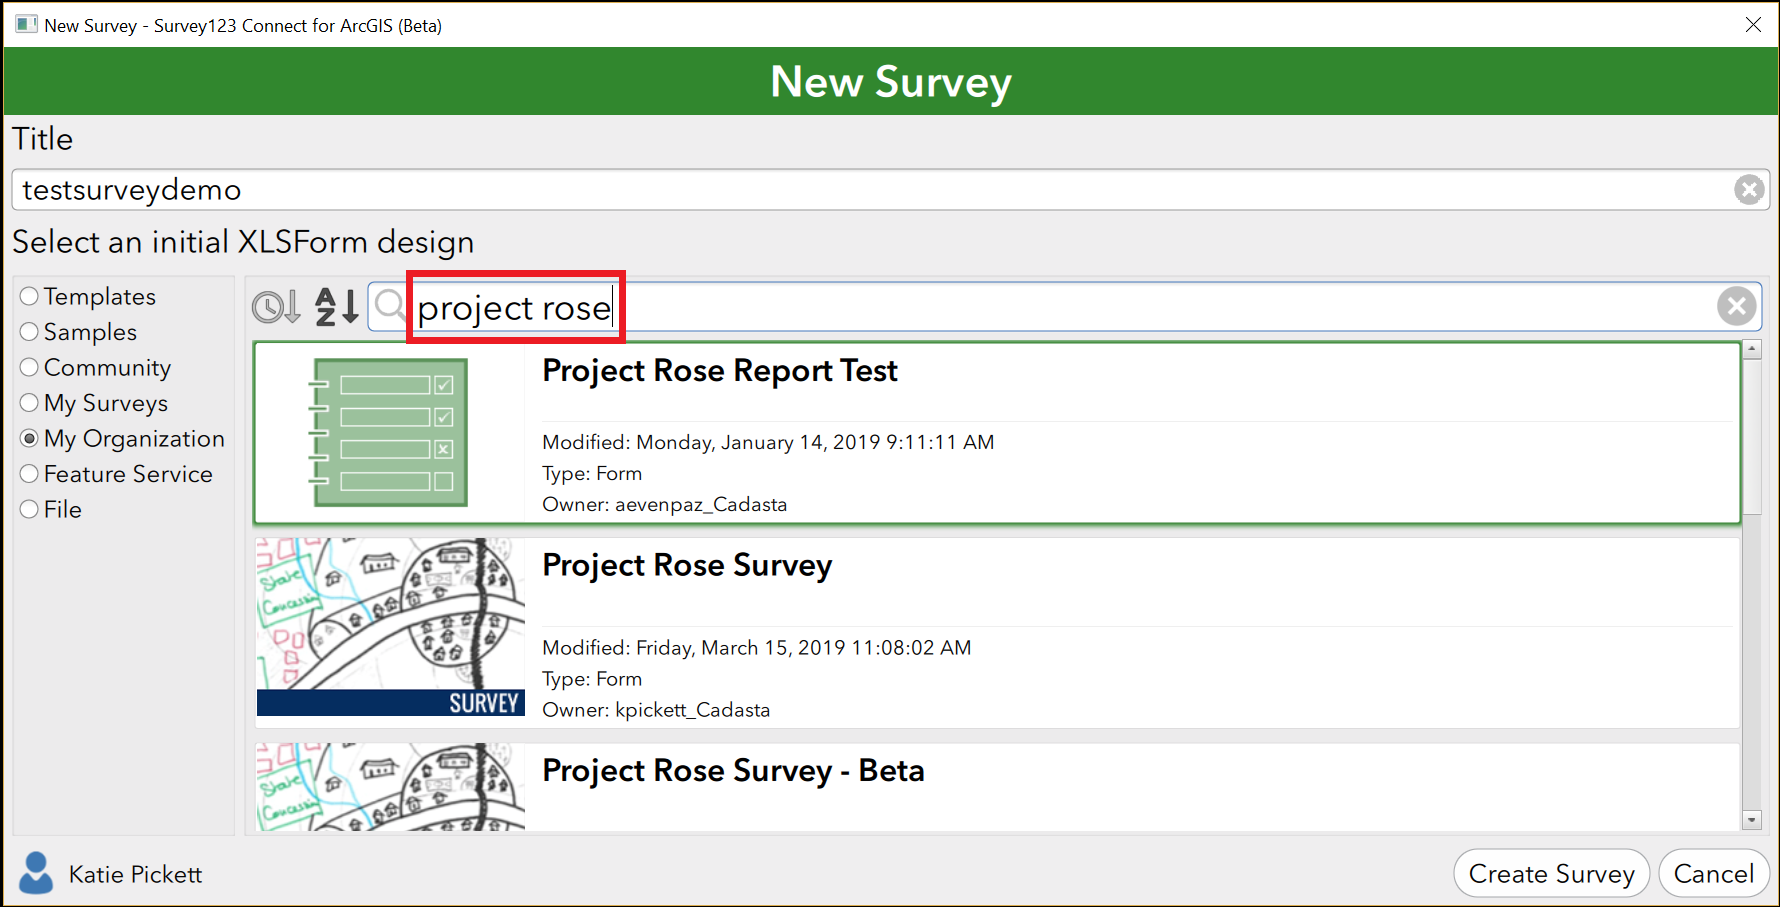 New Survey - Survey123 Connect for ArcGIS (Beta)
New Survey
Title
testsurveydemo
Select an initial XLSForm design
Templates
Samples
Community
My Surveys
My Organization
Feature Service
File
A
Z
project rose
Project Rose Report Test
Modified: Monday, January 14, 2019 9:11:11 AM
Type: Form
Owner: aevenpaz_Cadasta
State
SURVEY
Project Rose Survey
Modified: Friday, March 15, 2019 11:08:02 AM
Type: Form
Owner: kpickett_Cadasta
State
Project Rose Survey - Beta
Katie Pickett
Create Survey
Cancel